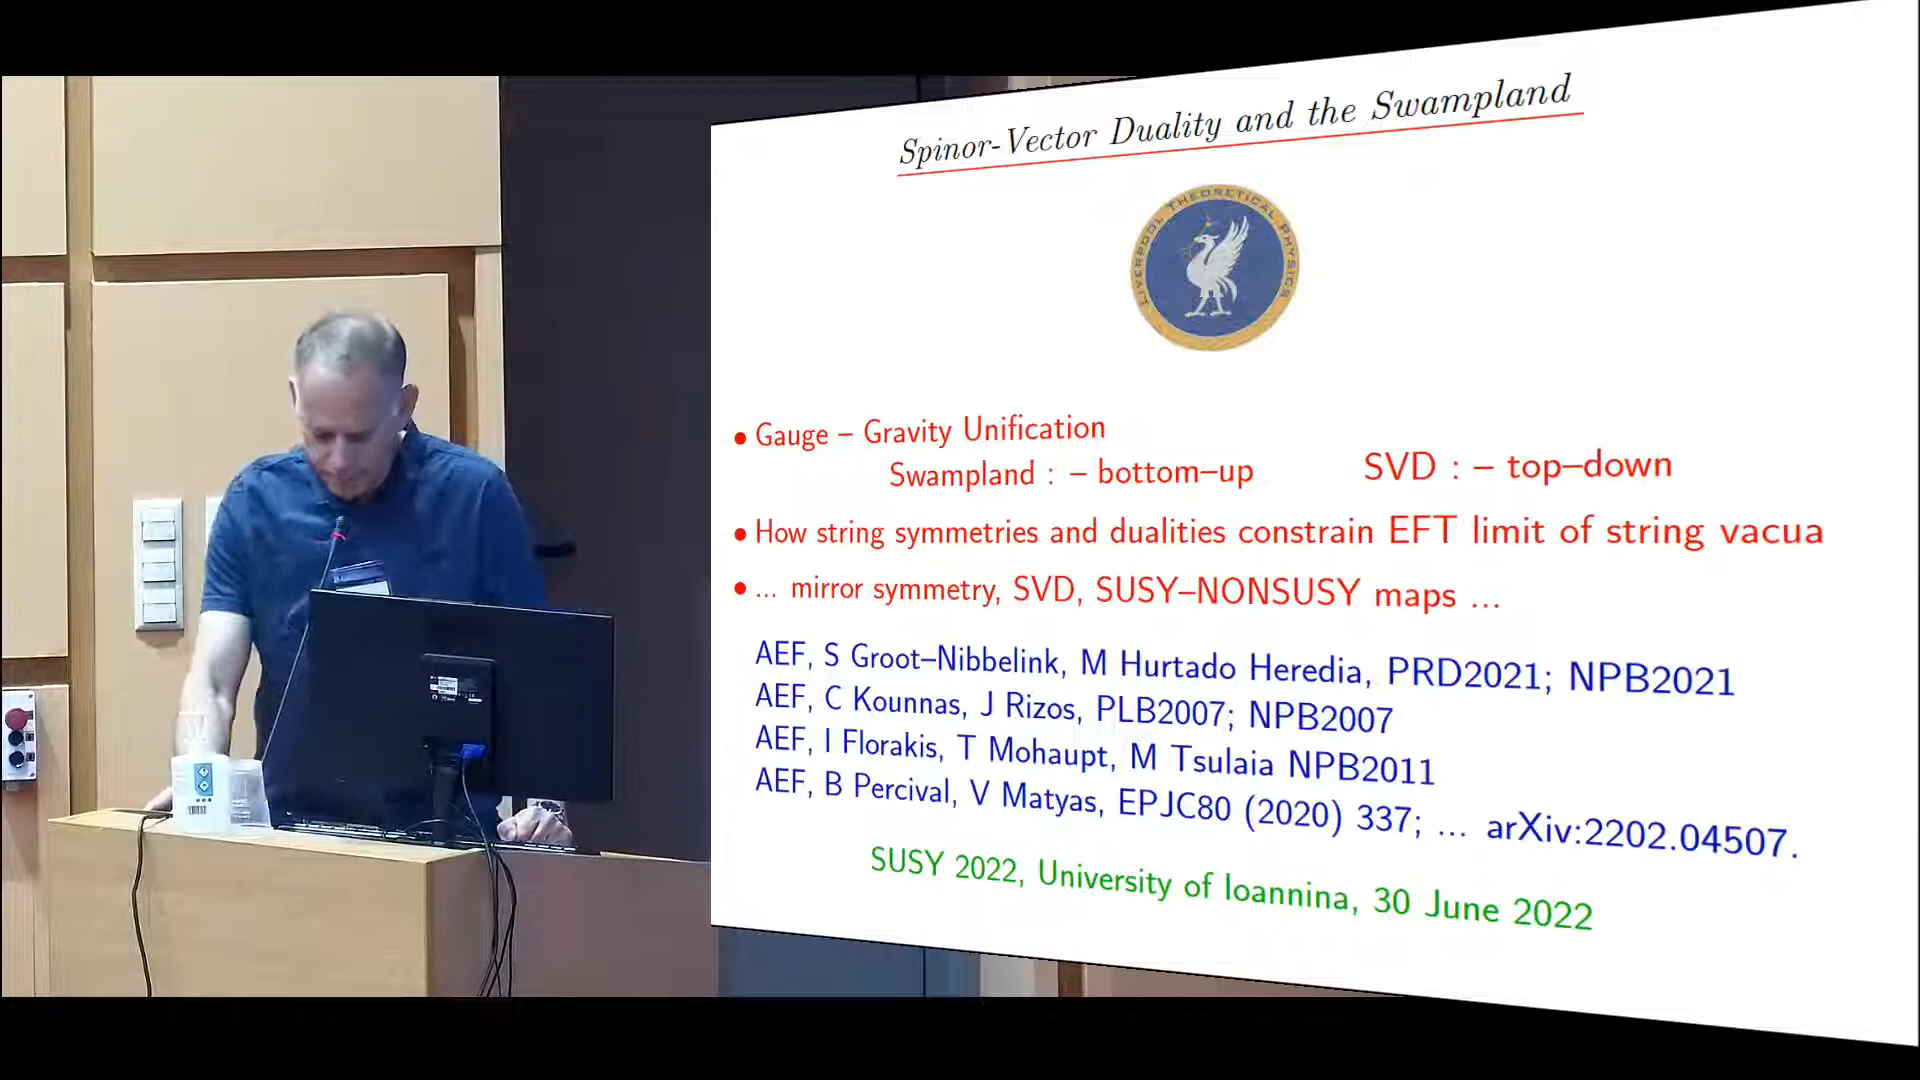 Spinor-Vector Duality and the Swampland
LIVERPOOL THEORETICAL PHYSICS
• Gauge – Gravity Unification
Swampland : – bottom–up SVD : – top–down
• How string symmetries and dualities constrain EFT limit of string vacua
• ... mirror symmetry, SVD, SUSY–NONSUSY maps ...
AEF, S Groot–Nibbelink, M Hurtado Heredia, PRD2021; NPB2021
AEF, C Kounnas, J Rizos, PLB2007; NPB2007
AEF, I Florakis, T Mohaupt, M Tsulaia NPB2011
AEF, B Percival, V Matyas, EPJC80 (2020) 337; ... arXiv:2202.04507.
SUSY 2022, University of Ioannina, 30 June 2022